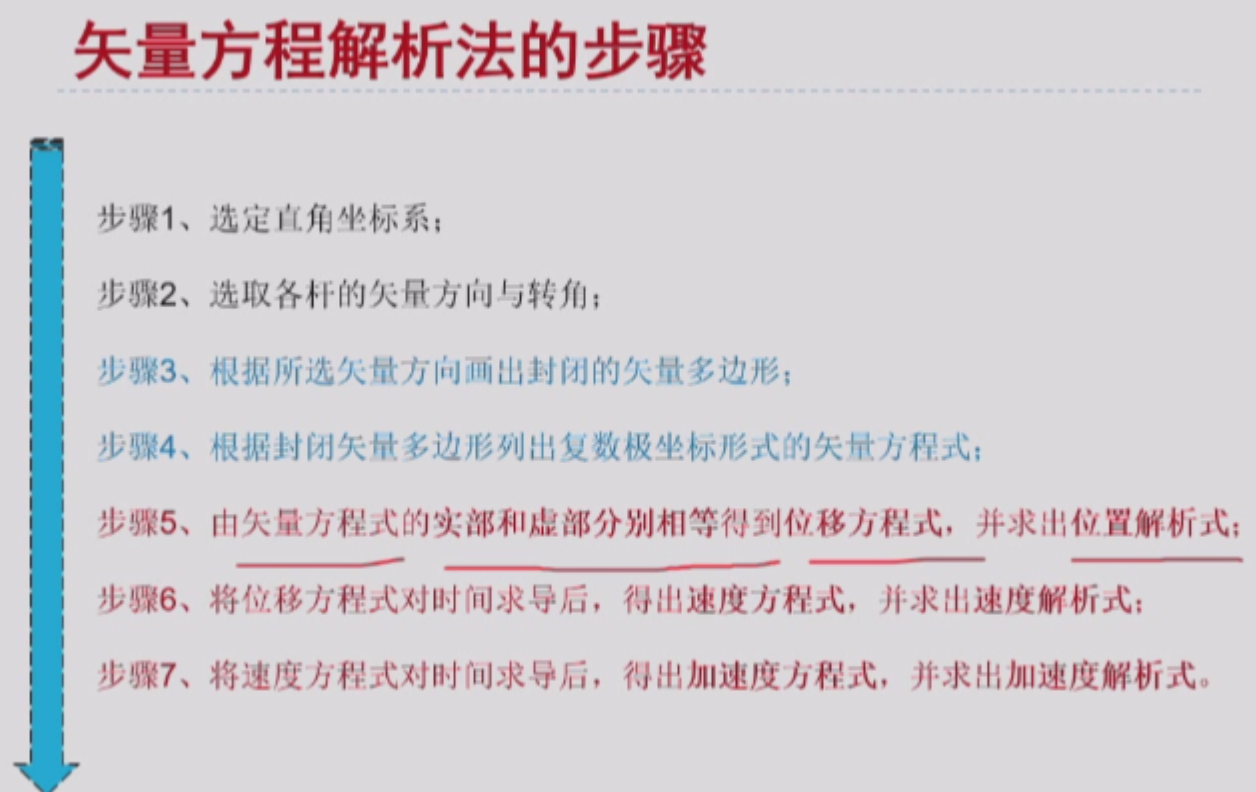 矢量方程解析法的步骤
步骤1、选定直角坐标系；
步骤2、选取各杆的矢量方向与转角；
步骤3、根据所选矢量方向画出封闭的矢量多边形；
步骤4、根据封闭矢量多边形列出复数极坐标形式的矢量方程式；
步骤5、由矢量方程式的实部和虚部分别相等得到位移方程式，并求出位置解析式；
步骤6、将位移方程式对时间求导后，得出速度方程式，并求出速度解析式；
步骤7、将速度方程式对时间求导后，得出加速度方程式，并求出加速度解析式。